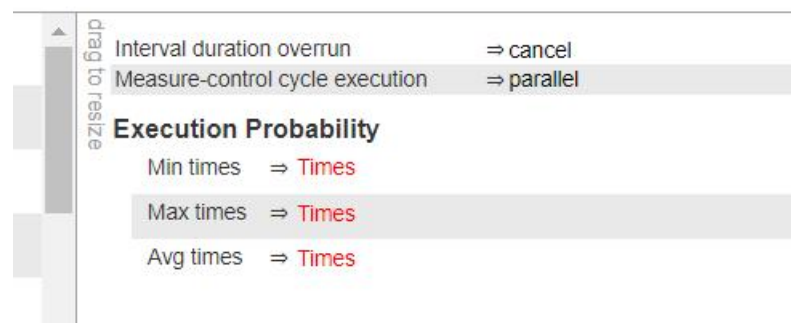 drag to resize
Interval duration overrun ⇒ cancel
Measure-control cycle execution ⇒ parallel
Execution Probability
Min times ⇒ Times
Max times ⇒ Times
Avg times ⇒ Times